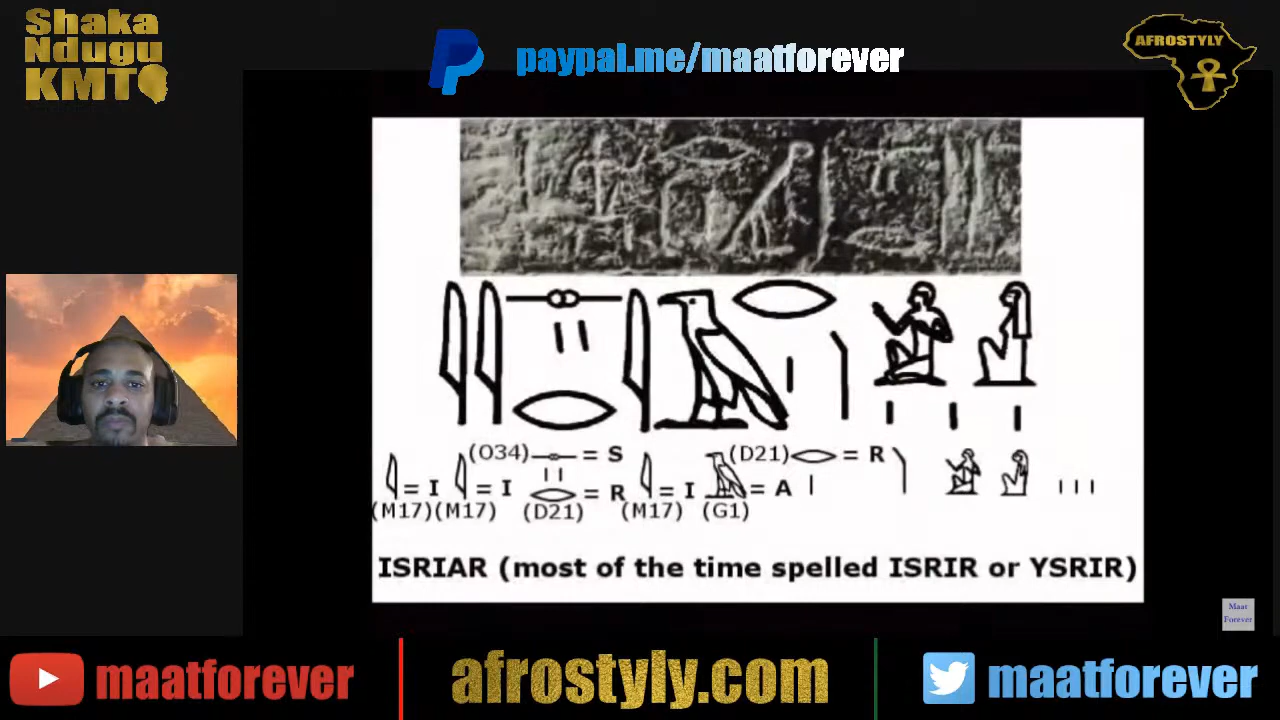 Shaka
Ndugu
KMT
paypal.me/maatforever
AFROSTYLY
(O34) = S (D21) = R
= I = I = R = I = A
(M17)(M17) (D21) (M17) (G1)
ISRIAR (most of the time spelled ISRIR or YSRIR)
Maat
Forever
maatforever
afrostyly.com
maatforever